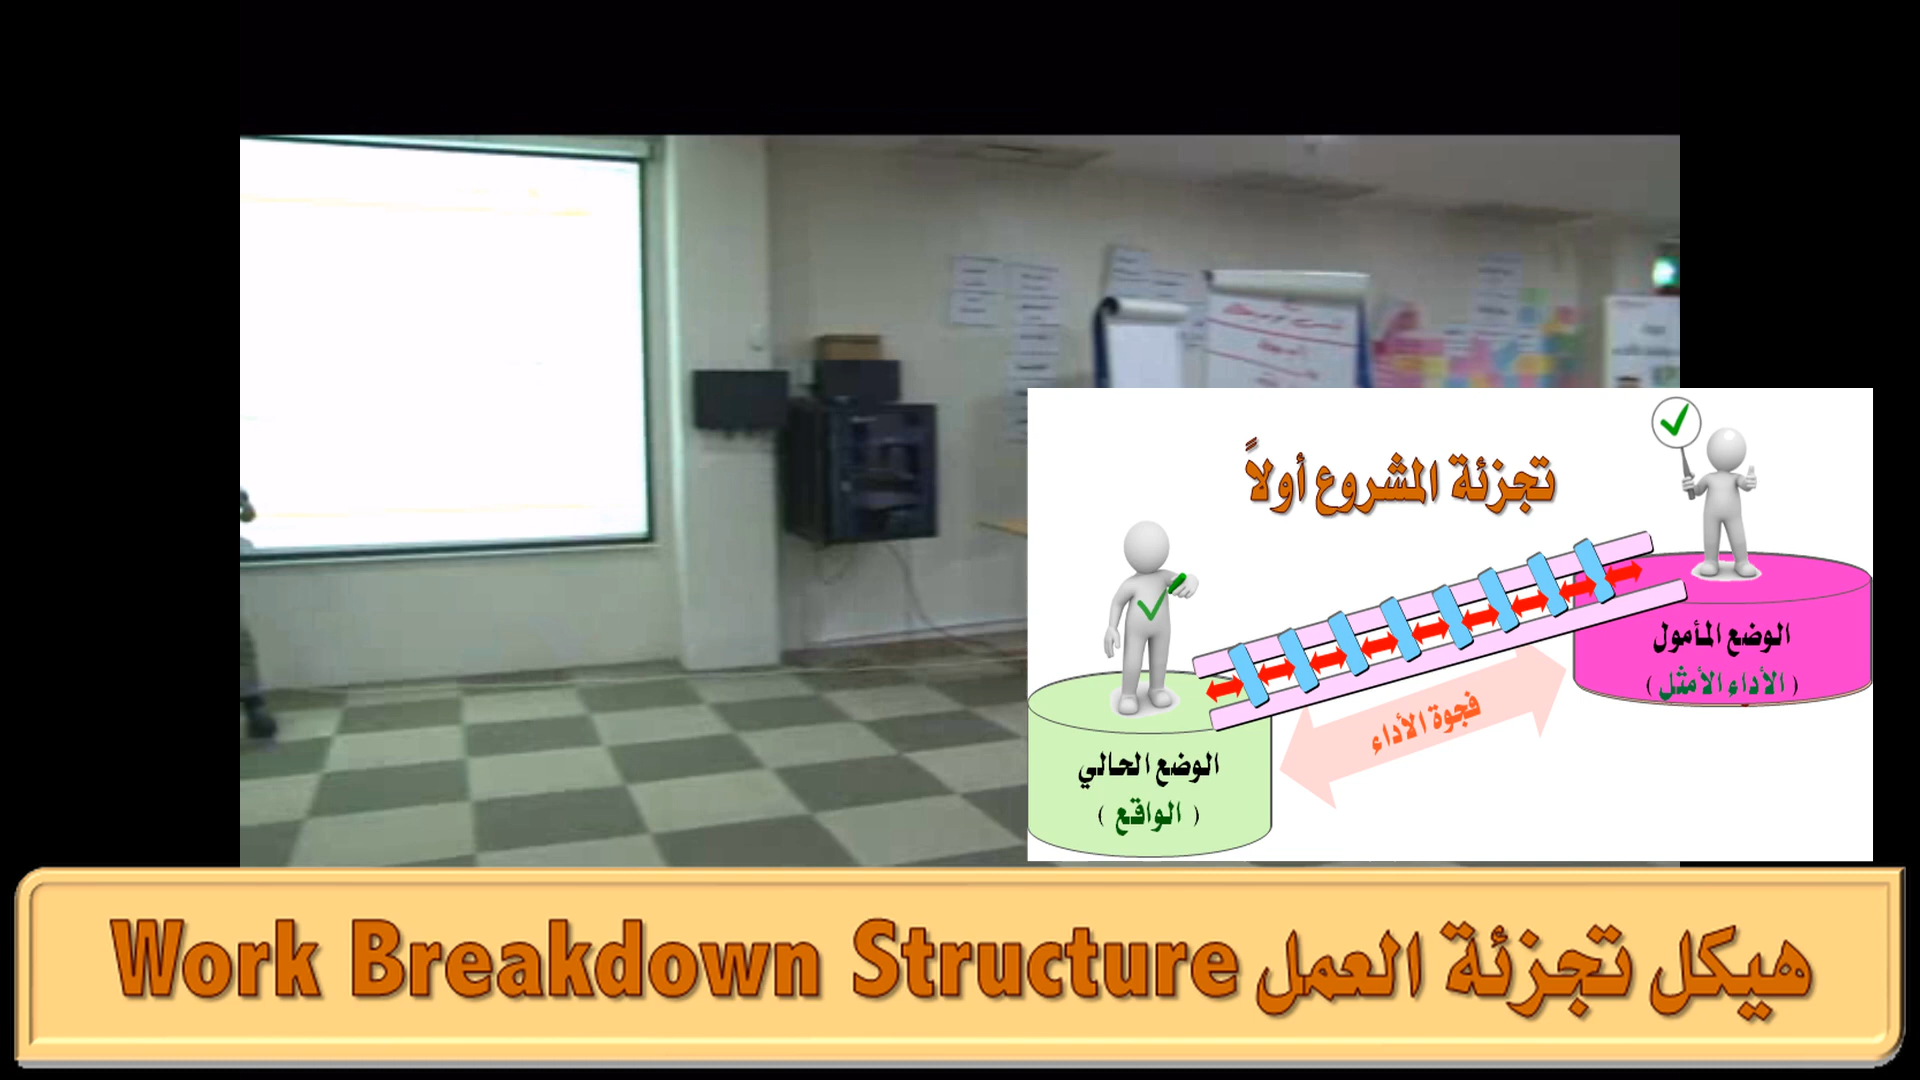 تجزئة المشروع أولاً
الوضع المأمول
( الأداء الأمثل )
فجوة الأداء
الوضع الحالي
( الواقع )
هيكل تجزئة العمل Work Breakdown Structure